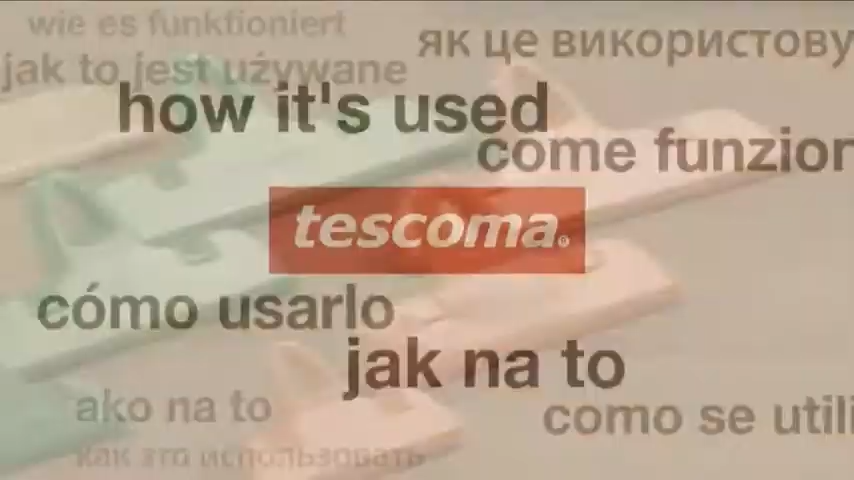 wie es funktioniert
як це використову
jak to jest używane
how it's used
come funzion
tescoma®
cómo usarlo
jak na to
ako na to
como se utili
как это использовать